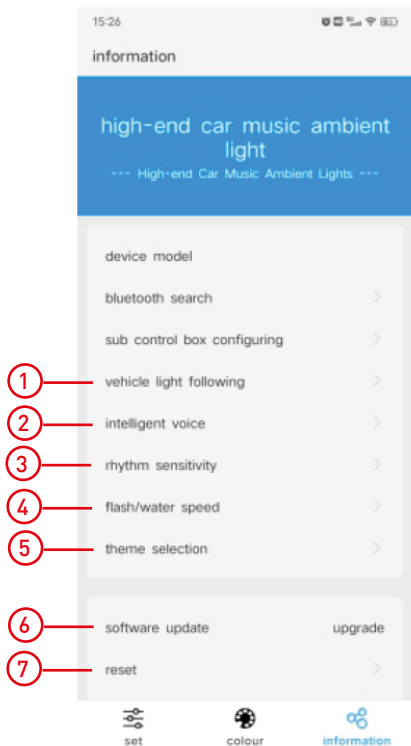 15:26
information
high-end car music ambient
light
--- High-end Car Music Ambient Lights ---
device model
bluetooth search
sub control box configuring
1 vehicle light following
2 intelligent voice
3 rhythm sensitivity
4 flash/water speed
5 theme selection
6 software update upgrade
7 reset
set colour information